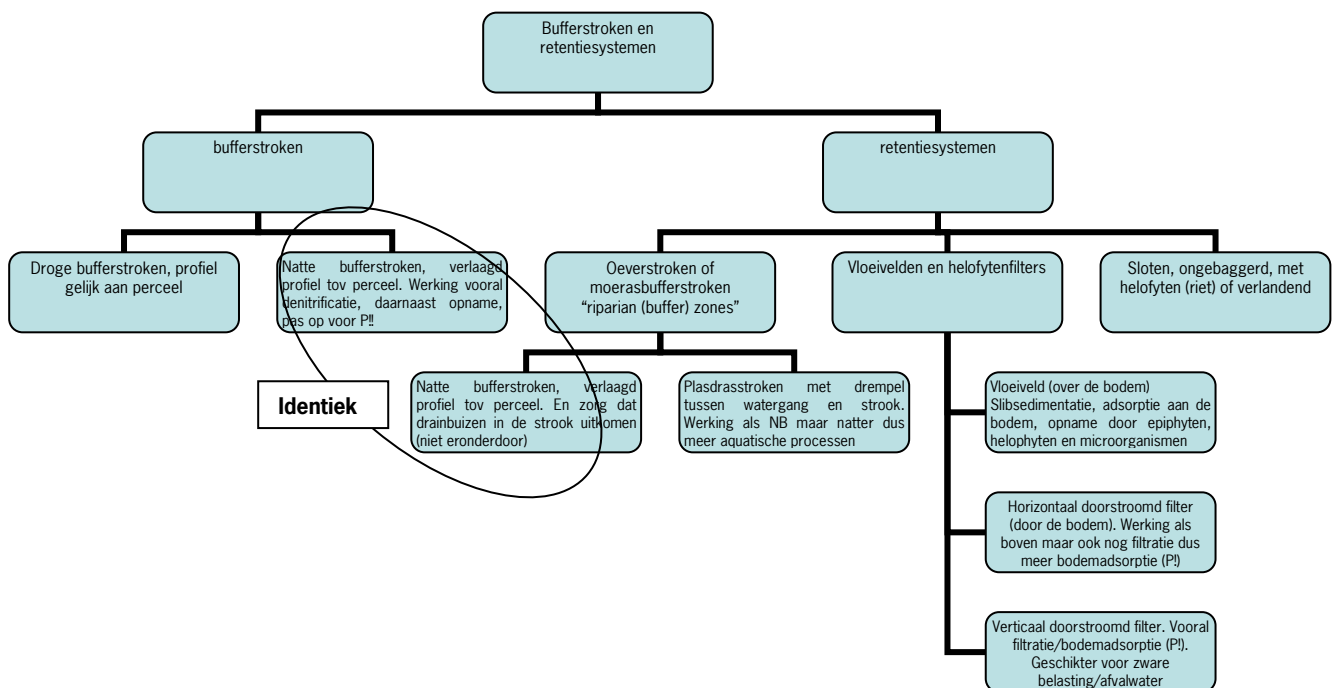 Bufferstroken en
retentiesystemen
bufferstroken
retentiesystemen
Droge bufferstroken, profiel
gelijk aan perceel
Natte bufferstroken, verlaagd
profiel tov perceel. Werking vooral
denitrificatie, daarnaast opname,
pas op voor P!!
Oeverstroken of
moerasbufferstroken
“riparian (buffer) zones”
Vloeivelden en helofytenfilters
Sloten, ongebaggerd, met
helofyten (riet) of verlandend
Identiek
Natte bufferstroken, verlaagd
profiel tov perceel. En zorg dat
drainbuizen in de strook uitkomen
(niet eronderdoor)
Plasdrasstroken met drempel
tussen watergang en strook.
Werking als NB maar natter dus
meer aquatische processen
Vloeiveld (over de bodem)
Slibsedimentatie, adsorptie aan de
bodem, opname door epiphyten,
helophyten en microorganismen
Horizontaal doorstroomd filter
(door de bodem). Werking als
boven maar ook nog filtratie dus
meer bodemadsorptie (P!)
Verticaal doorstroomd filter. Vooral
filtratie/bodemadsorptie (P!).
Geschikter voor zware
belasting/afvalwater